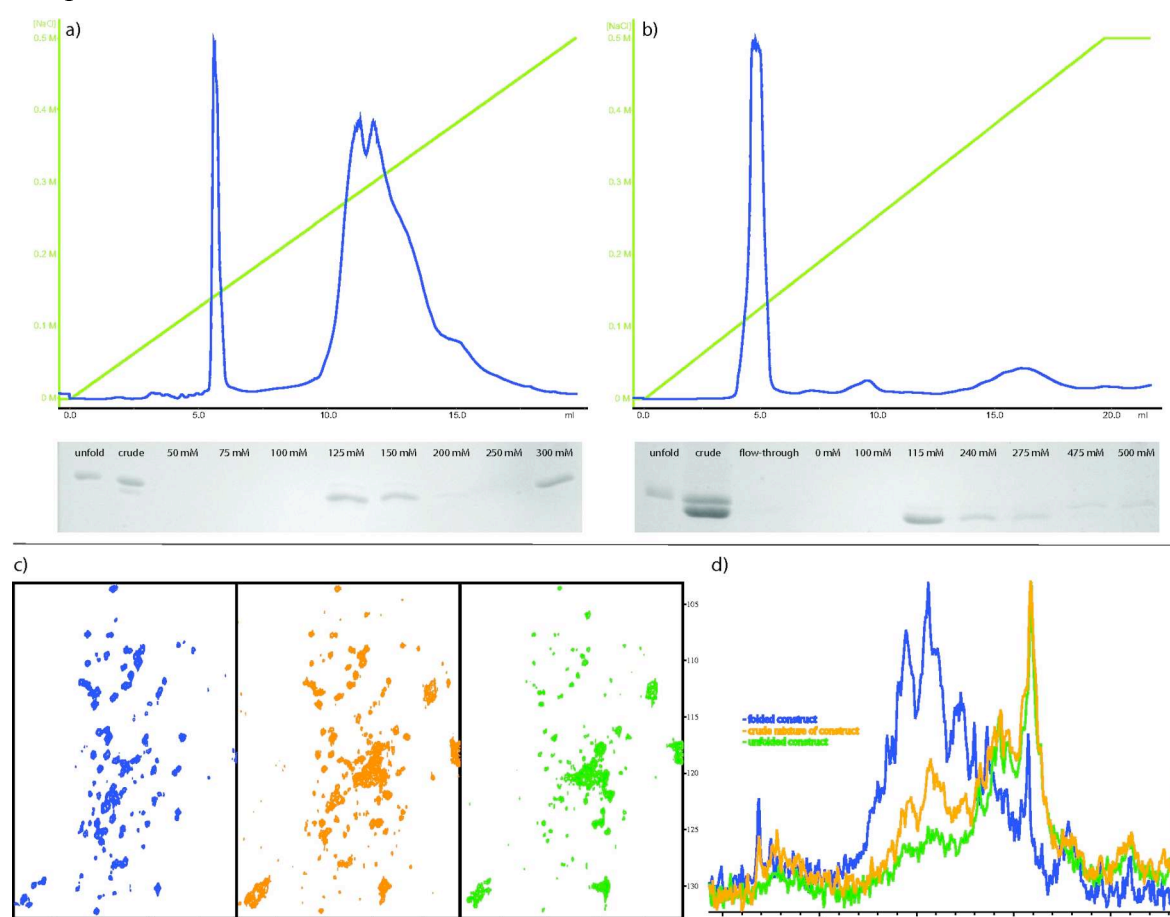 a)
[NaCl]
0.5 M
0.4 M
0.3 M
0.2 M
0.1 M
0 M
0.0 5.0 10.0 15.0 ml
unfold crude 50 mM 75 mM 100 mM 125 mM 150 mM 200 mM 250 mM 300 mM
b)
[NaCl]
0.5 M
0.4 M
0.3 M
0.2 M
0.1 M
0 M
0.0 5.0 10.0 15.0 20.0 ml
unfold crude flow-through 0 mM 100 mM 115 mM 240 mM 275 mM 475 mM 500 mM
c)
105
110
115
120
125
130
d)
- folded construct
- crude mixture of construct
- unfolded construct